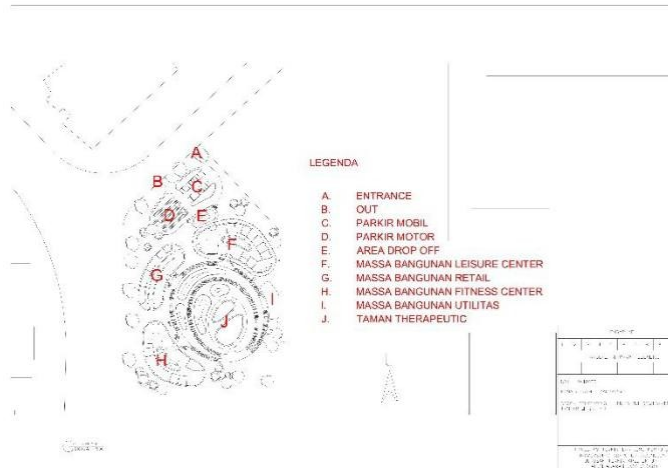 A
B
C
D
E
F
G
I
J
H
LEGENDA
A. ENTRANCE
B. OUT
C. PARKIR MOBIL
D. PARKIR MOTOR
E. AREA DROP OFF
F. MASSA BANGUNAN LEISURE CENTER
G. MASSA BANGUNAN RETAIL
H. MASSA BANGUNAN FITNESS CENTER
I. MASSA BANGUNAN UTILITAS
J. TAMAN THERAPEUTIC